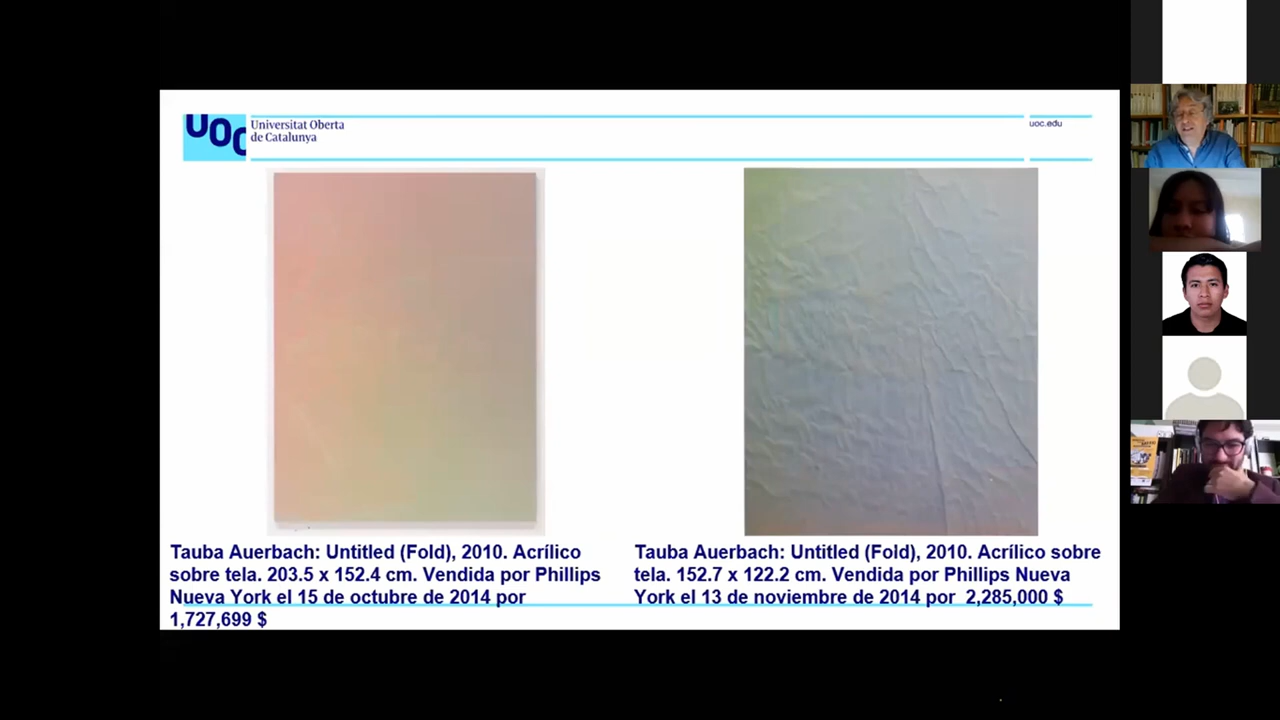 UOC
Universitat Oberta
de Catalunya
uoc.edu
Tauba Auerbach: Untitled (Fold), 2010. Acrílico
sobre tela. 203.5 x 152.4 cm. Vendida por Phillips
Nueva York el 15 de octubre de 2014 por
1,727,699 $
Tauba Auerbach: Untitled (Fold), 2010. Acrílico sobre
tela. 152.7 x 122.2 cm. Vendida por Phillips Nueva
York el 13 de noviembre de 2014 por  2,285,000 $